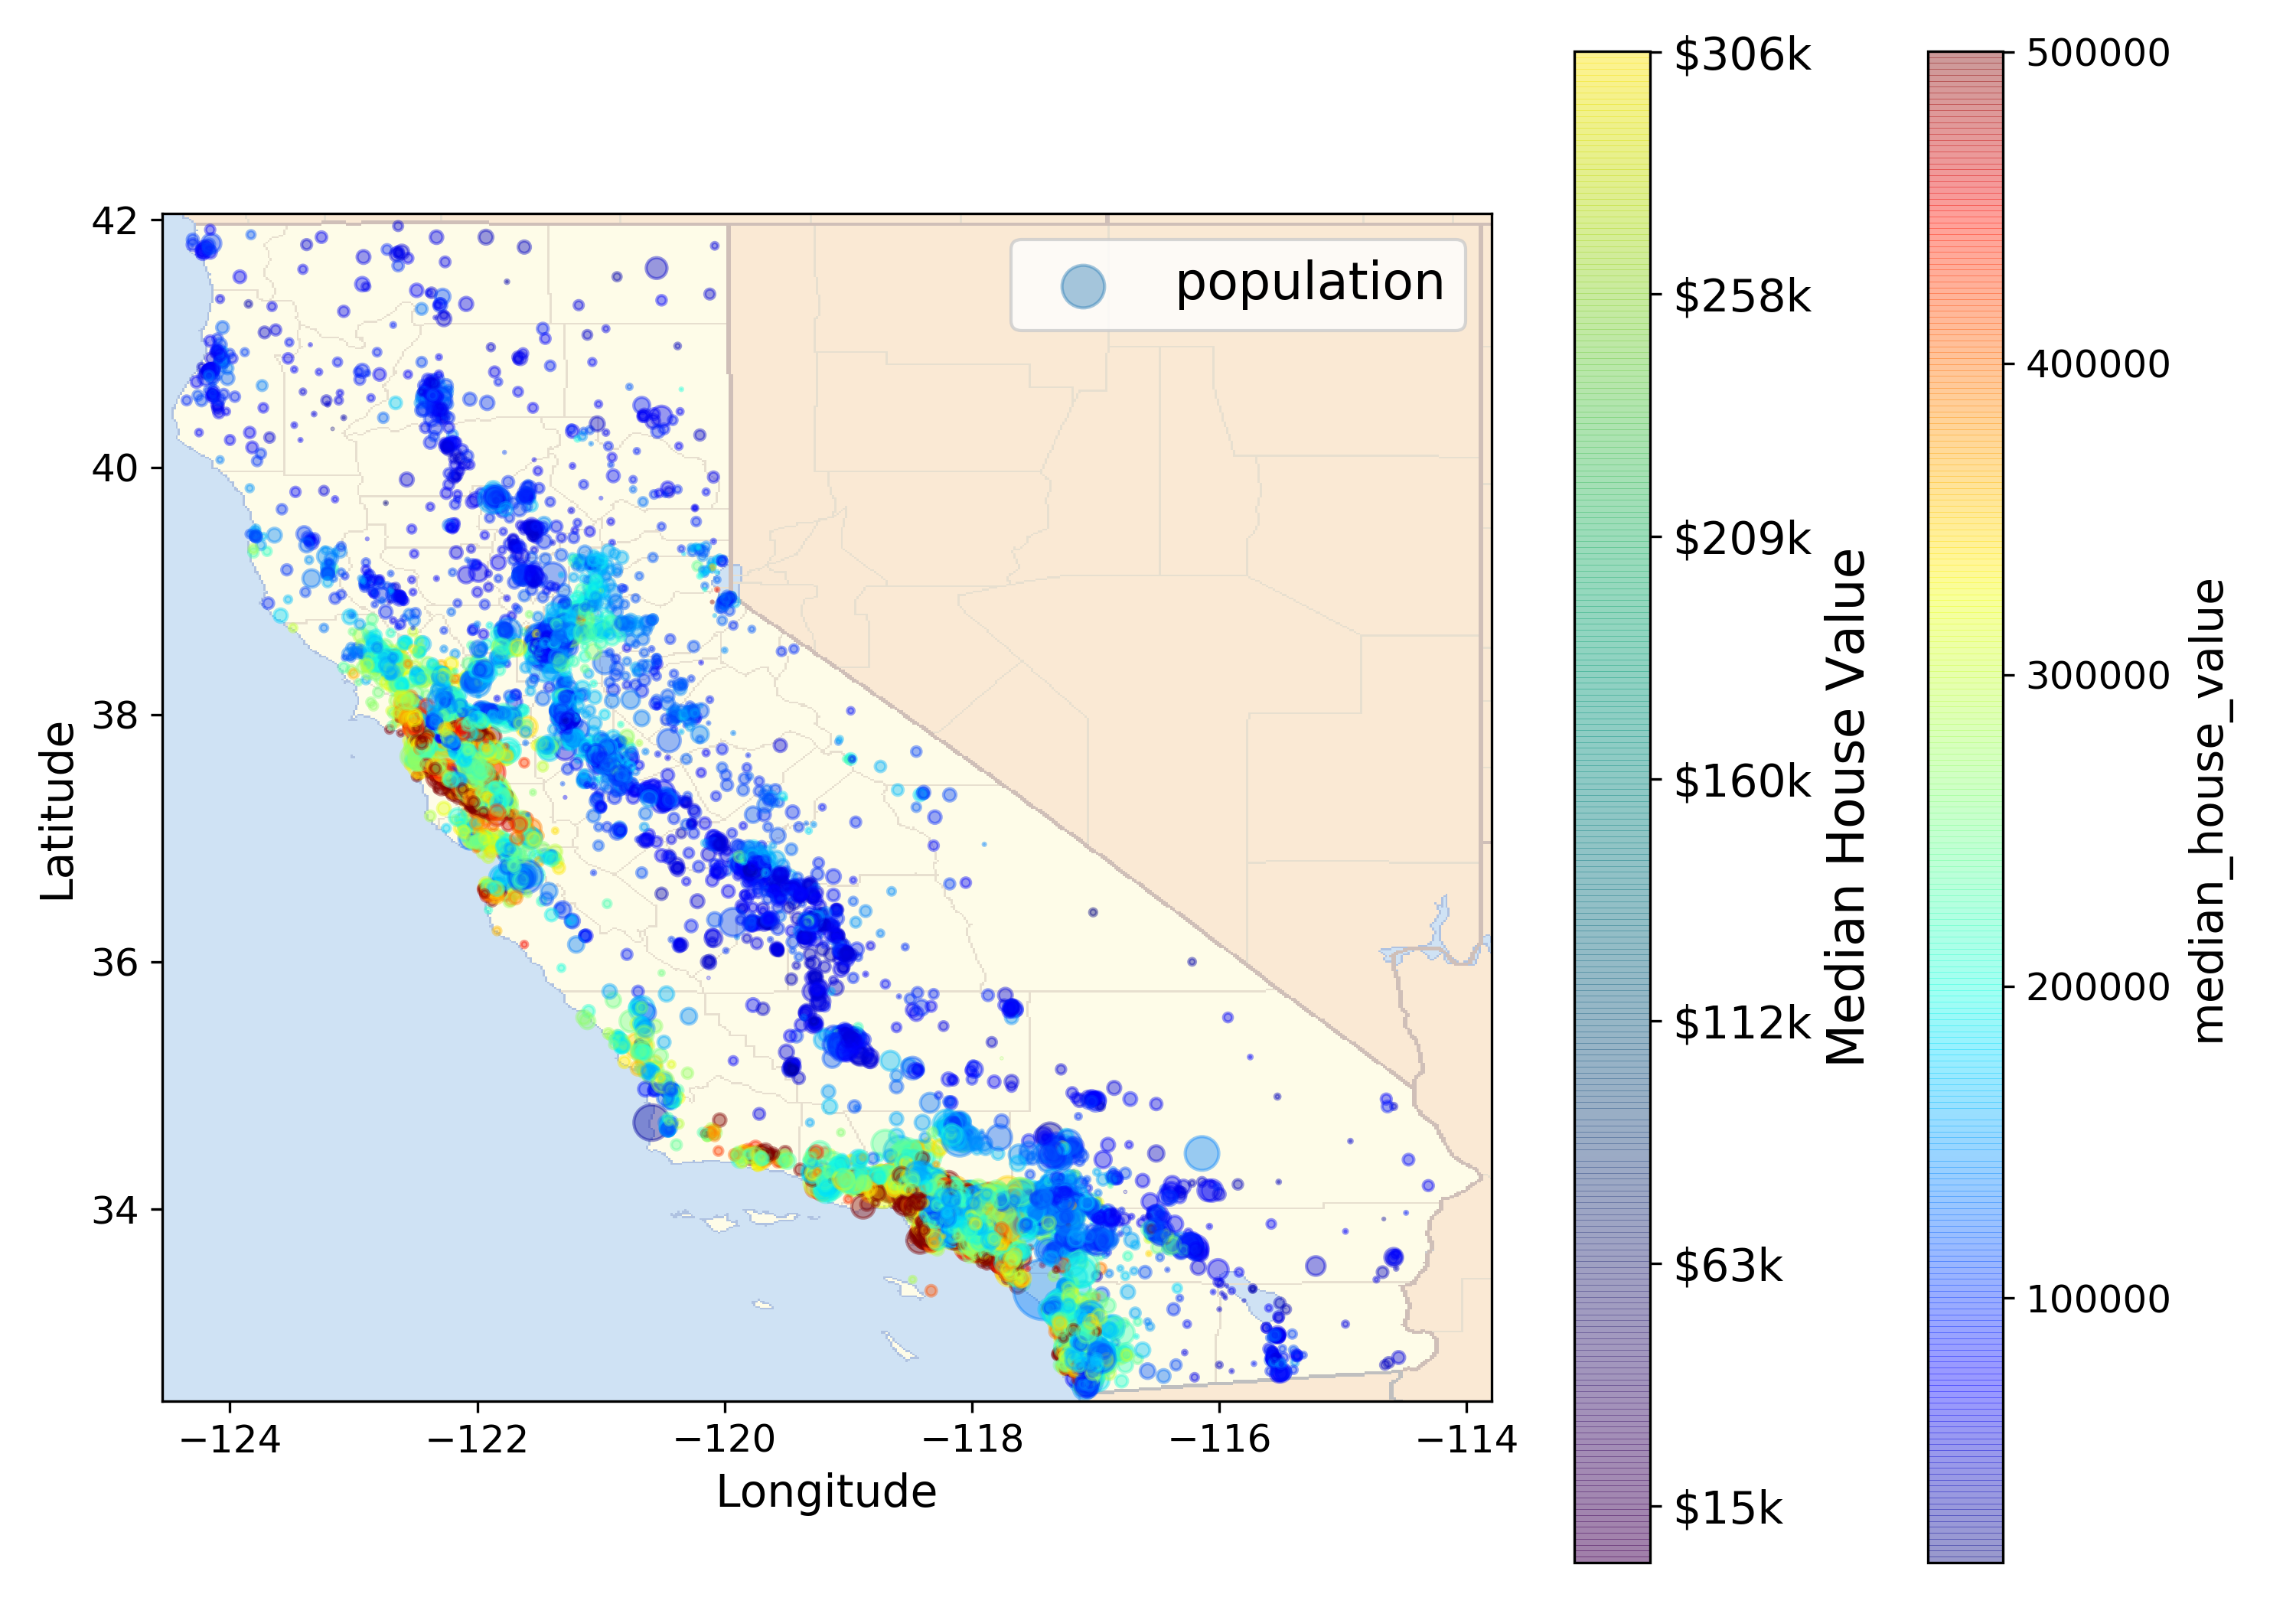 population
42
40
38
36
34
Latitude
−124
−122
−120
−118
−116
−114
Longitude
$306k
$258k
$209k
$160k
$112k
$63k
$15k
Median House Value
500000
400000
300000
200000
100000
median_house_value